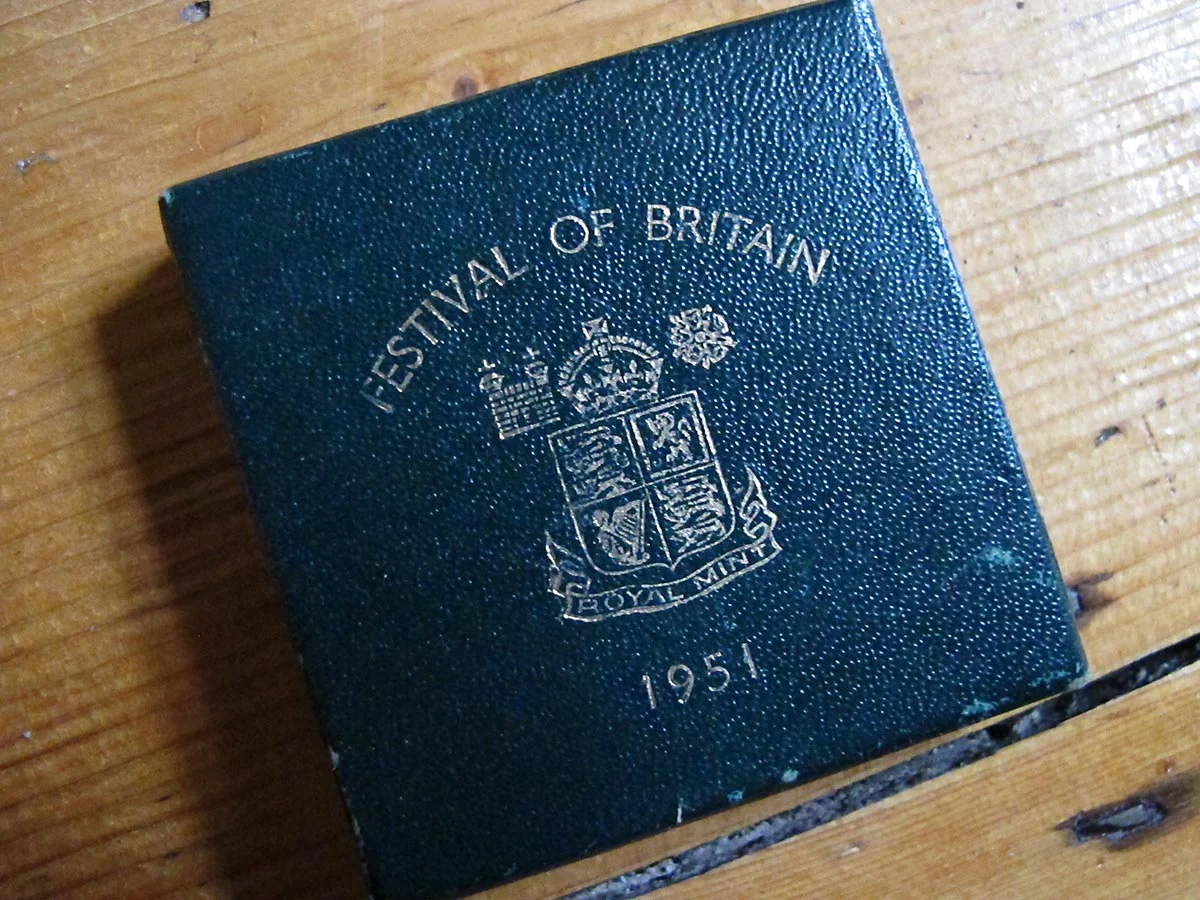 FESTIVAL OF BRITAIN
ROYAL MINT
1951